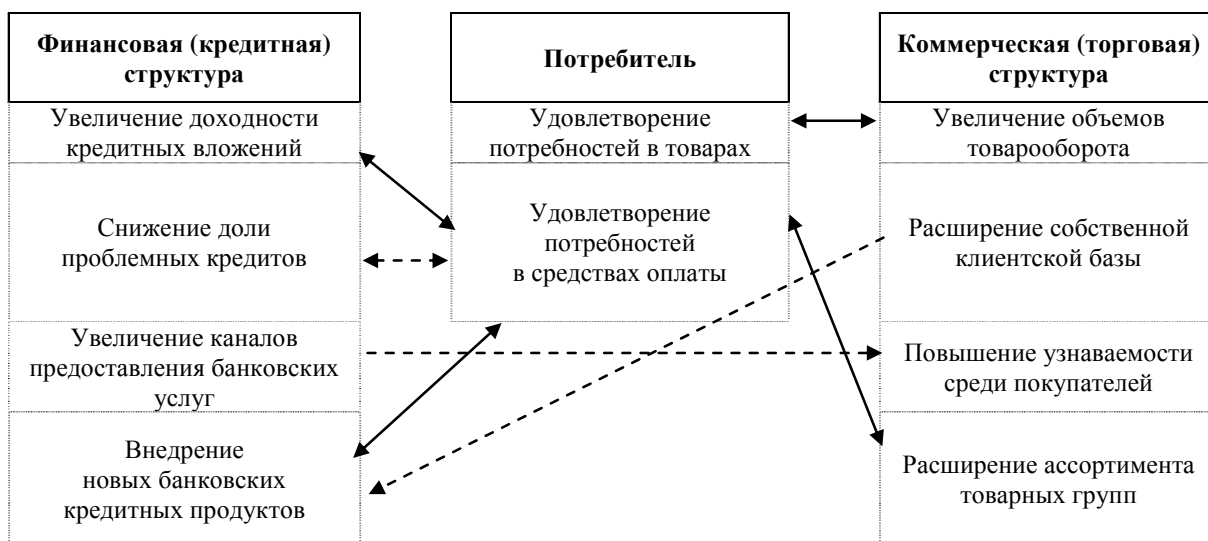 Финансовая (кредитная)
структура
Увеличение доходности
кредитных вложений
Снижение доли
проблемных кредитов
Увеличение каналов
предоставления банковских
услуг
Внедрение
новых банковских
кредитных продуктов
Потребитель
Удовлетворение
потребностей в товарах
Удовлетворение
потребностей
в средствах оплаты
Коммерческая (торговая)
структура
Увеличение объемов
товарооборота
Расширение собственной
клиентской базы
Повышение узнаваемости
среди покупателей
Расширение ассортимента
товарных групп